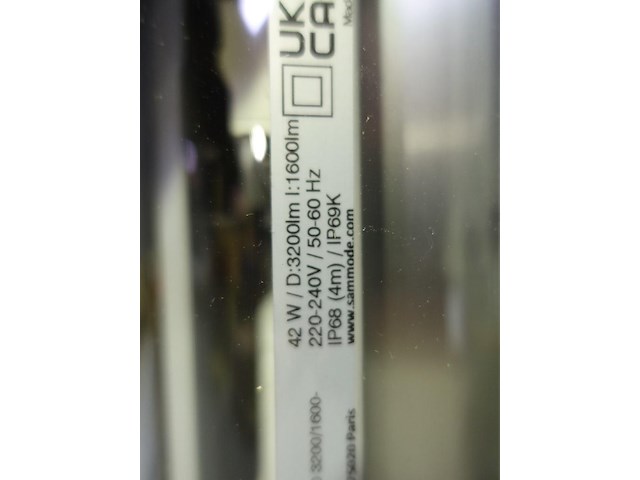 UK
CA
42 W / D:3200lm I:1600lm
220-240V / 50-60 Hz
IP68 (4m) / IP69K
www.sammode.com
3200/1600-
75020 Paris